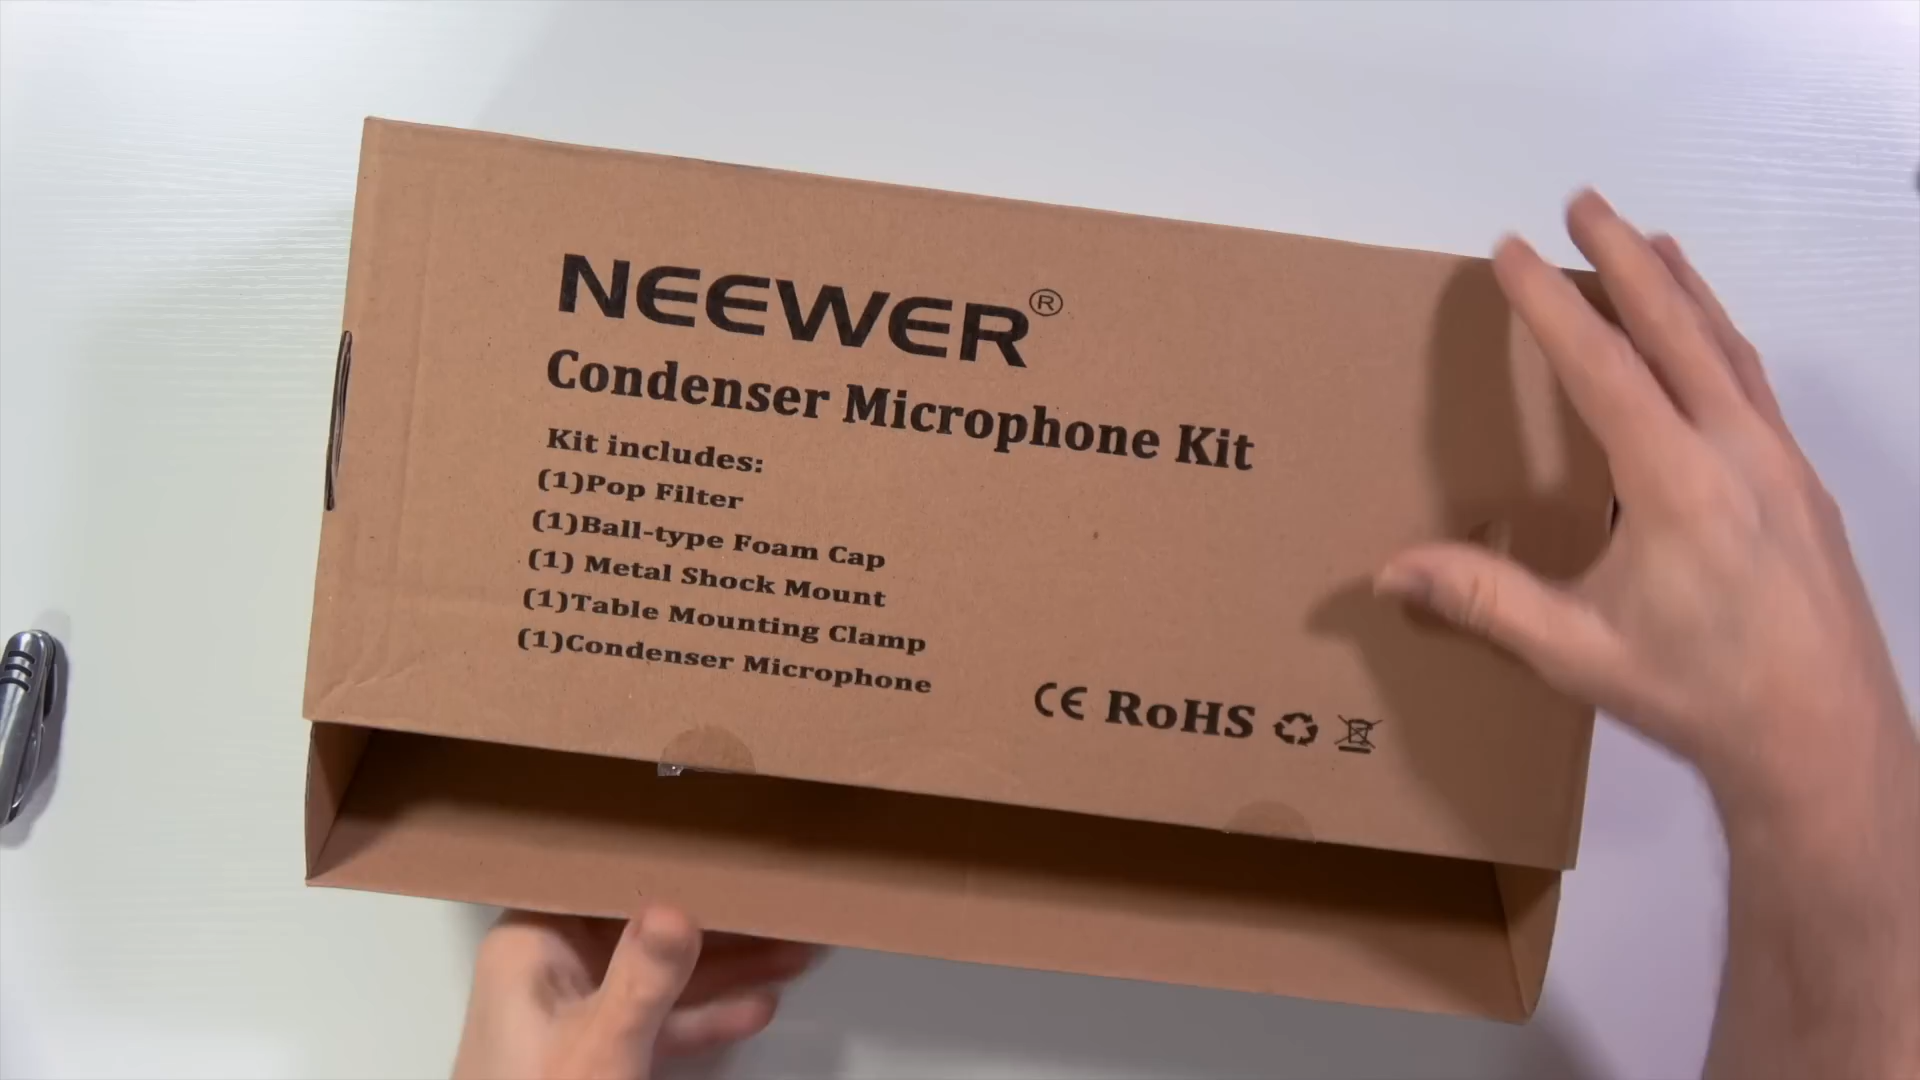 NEEWER®
Condenser Microphone Kit
Kit includes:
(1)Pop Filter
(1)Ball-type Foam Cap
(1) Metal Shock Mount
(1)Table Mounting Clamp
(1)Condenser Microphone
CE RoHS